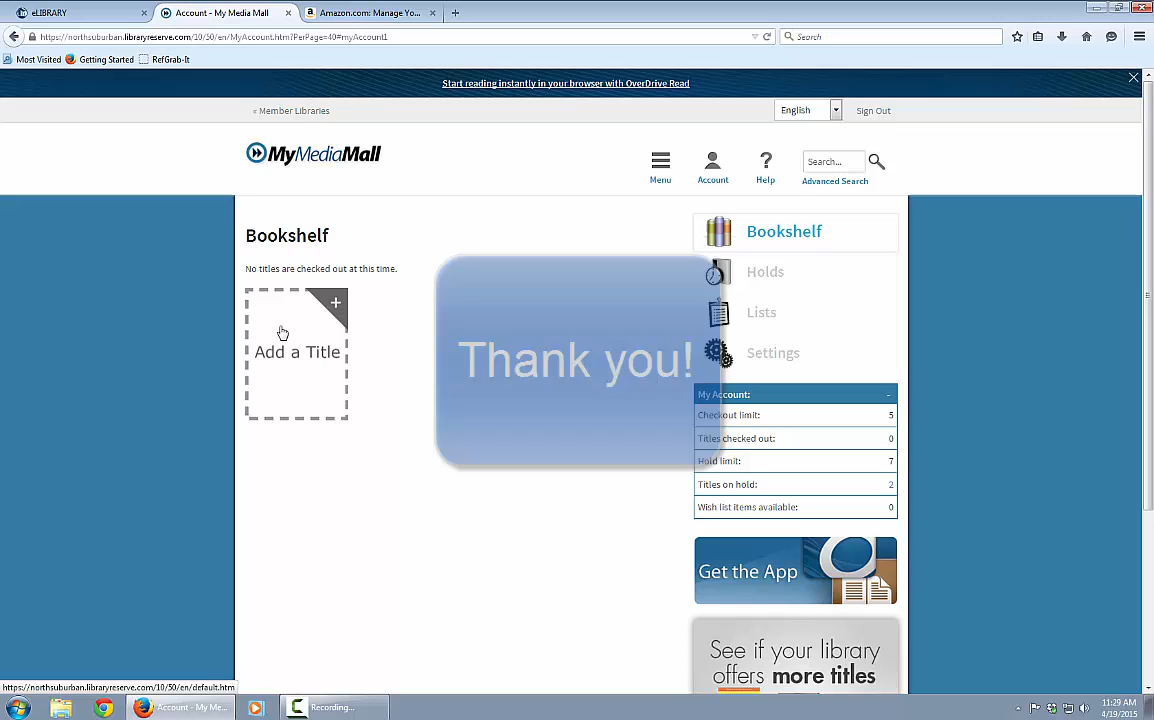 eLIBRARY
Account - My Media Mall
Amazon.com: Manage Yo...
https://northsuburban.libraryreserve.com/10/50/en/MyAccount.htm?PerPage=40#myAccount1
Search
Most Visited
Getting Started
RefGrab-It
Start reading instantly in your browser with OverDrive Read
« Member Libraries
English
Sign Out
MyMediaMall
Menu
Account
Help
Search...
Advanced Search
Bookshelf
No titles are checked out at this time.
Add a Title
Thank you!
Bookshelf
Holds
Lists
Settings
My Account: -
Checkout limit: 5
Titles checked out: 0
Hold limit: 7
Titles on hold: 2
Wish list items available: 0
Get the App
See if your library
offers more titles
https://northsuburban.libraryreserve.com/10/50/en/default.htm
Account - My Me...
Recording...
11:29 AM
4/19/2015